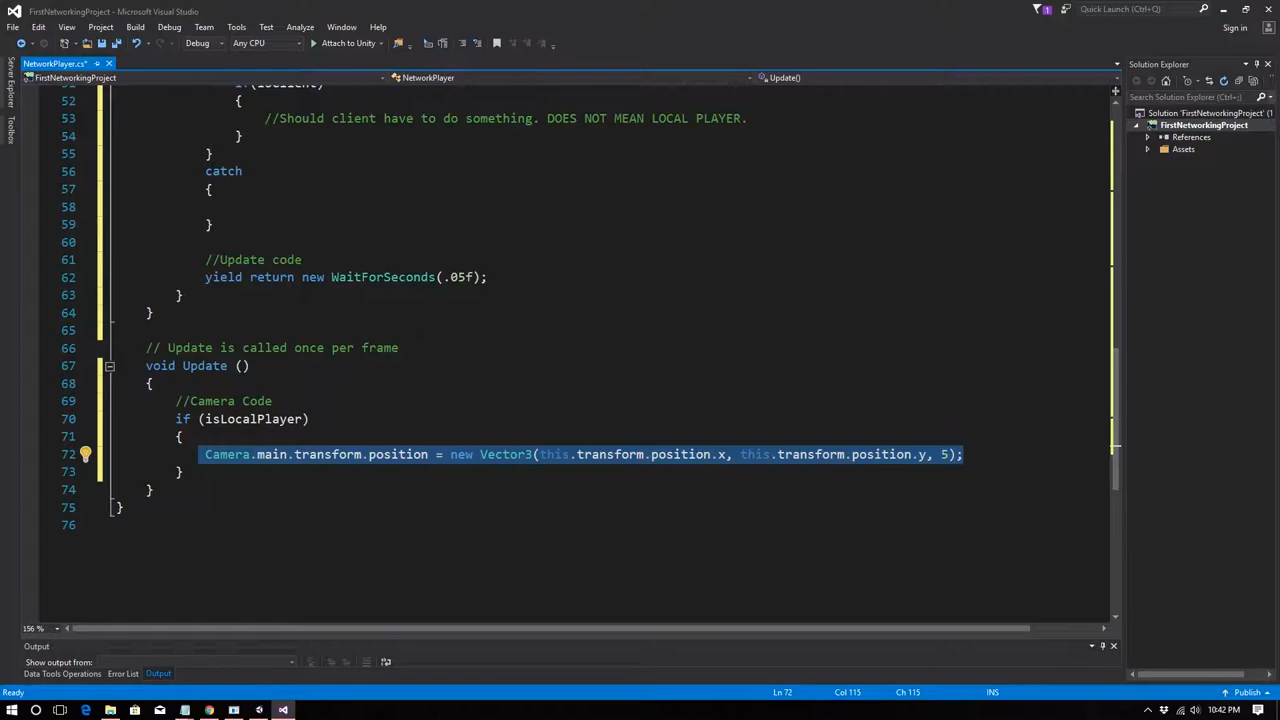 FirstNetworkingProject - Microsoft Visual Studio
1
Quick Launch (Ctrl+Q)
File Edit View Project Build Debug Team Tools Test Analyze Window Help
Sign in
Debug Any CPU Attach to Unity
Server Explorer
Toolbox
NetworkPlayer.cs*
FirstNetworkingProject NetworkPlayer Update()
51 if(isClient)
52 {
53 //Should client have to do something. DOES NOT MEAN LOCAL PLAYER.
54 }
55 }
56 catch
57 {
58
59 }
60
61 //Update code
62 yield return new WaitForSeconds(.05f);
63 }
64 }
65
66 // Update is called once per frame
67 void Update ()
68 {
69 //Camera Code
70 if (isLocalPlayer)
71 {
72 Camera.main.transform.position = new Vector3(this.transform.position.x, this.transform.position.y, 5);
73 }
74 }
75 }
76
156 %
Solution Explorer
Search Solution Explorer (Ctrl+;)
Solution 'FirstNetworkingProject' (1
FirstNetworkingProject
References
Assets
Output
Show output from:
Data Tools Operations Error List Output
Ready Ln 72 Col 115 Ch 115 INS Publish
10:42 PM